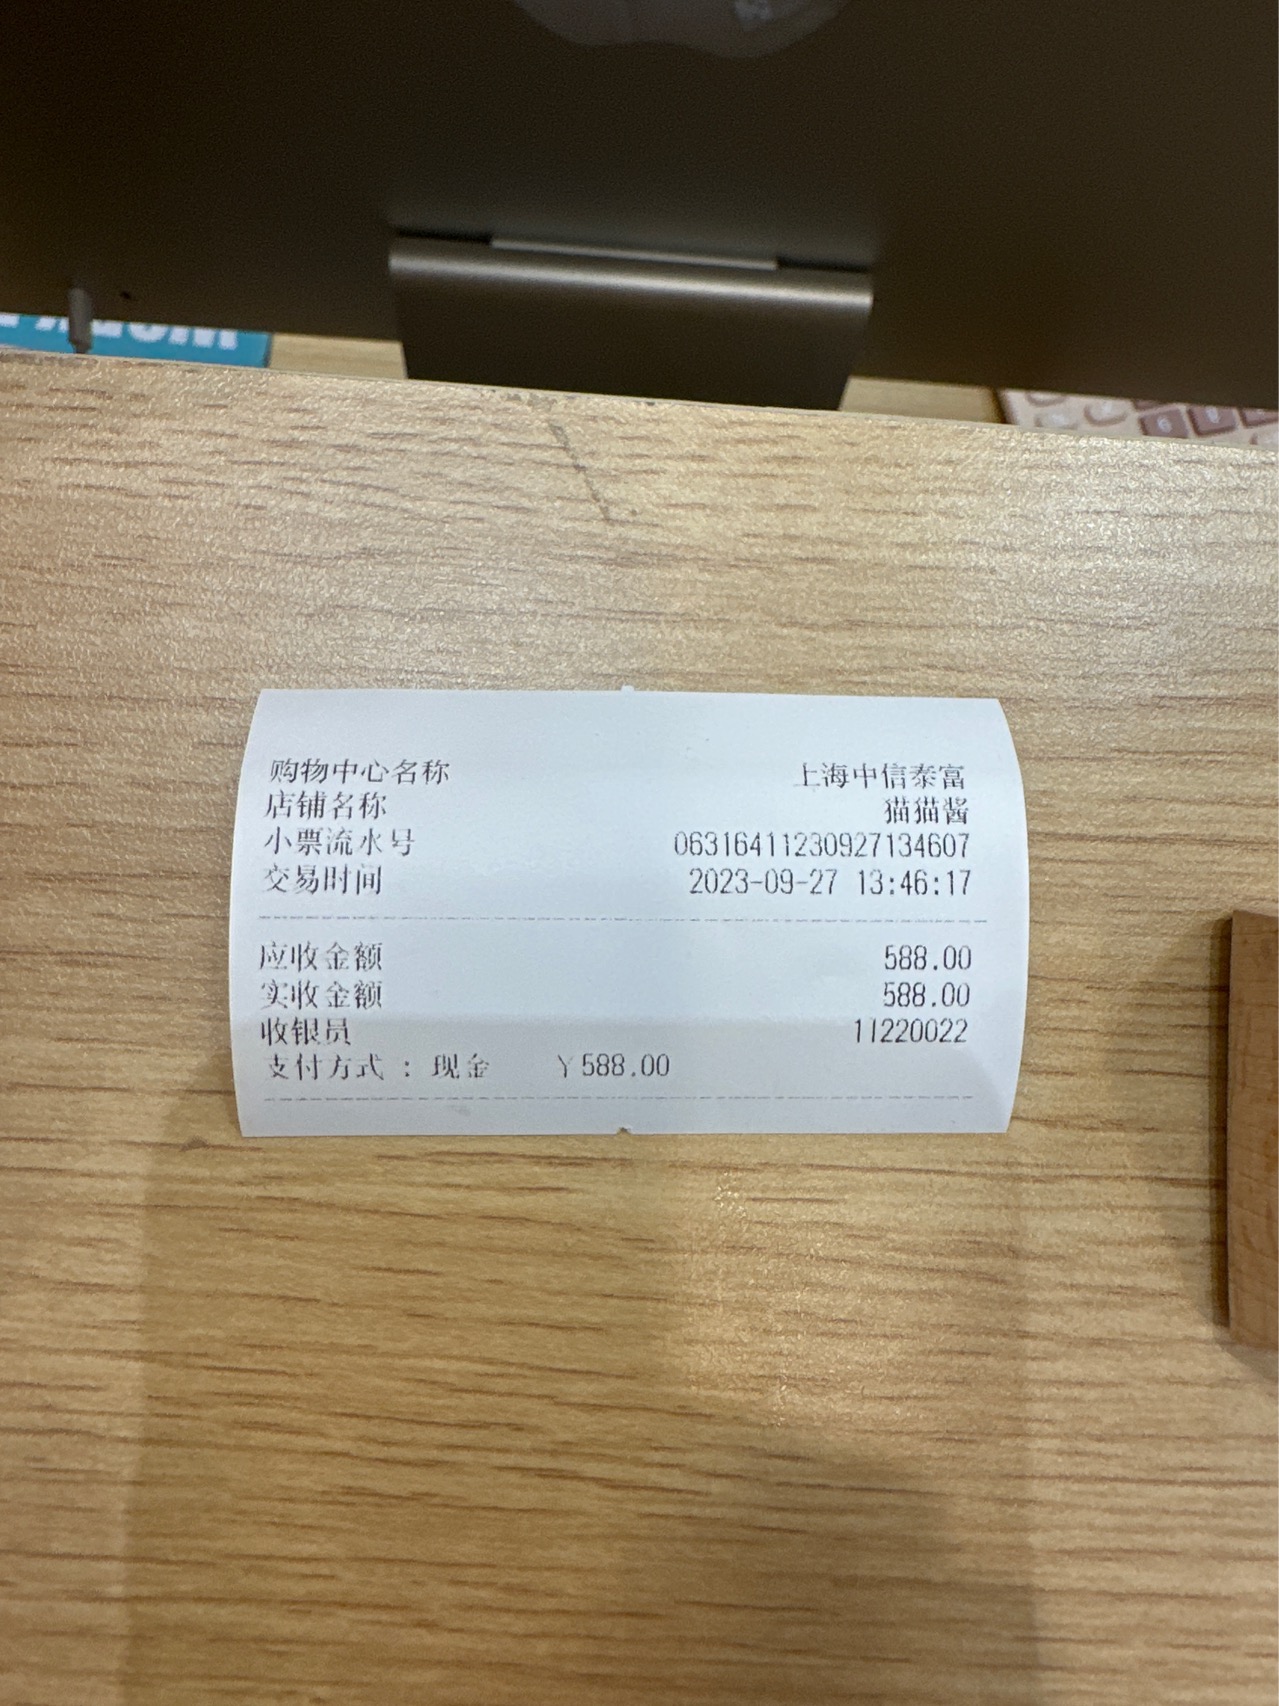 购物中心名称 上海中信泰富
店铺名称 猫猫酱
小票流水号 06316411230927134607
交易时间 2023-09-27 13:46:17
应收金额 588.00
实收金额 588.00
收银员 11220022
支付方式 : 现金 ¥588.00